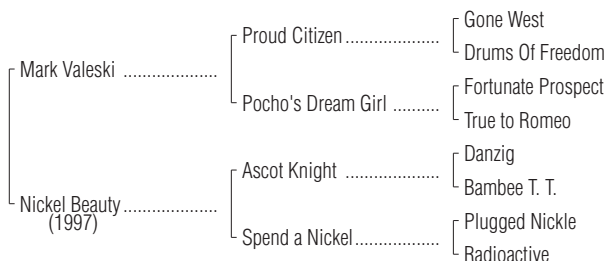 Gone West
Proud Citizen ....................
Drums Of Freedom
Mark Valeski ....................
Fortunate Prospect
Pocho's Dream Girl ..........
True to Romeo
Danzig
Ascot Knight ....................
Bambee T. T.
Nickel Beauty ....................
(1997)
Plugged Nickle
Spend a Nickel..................
Radioactive